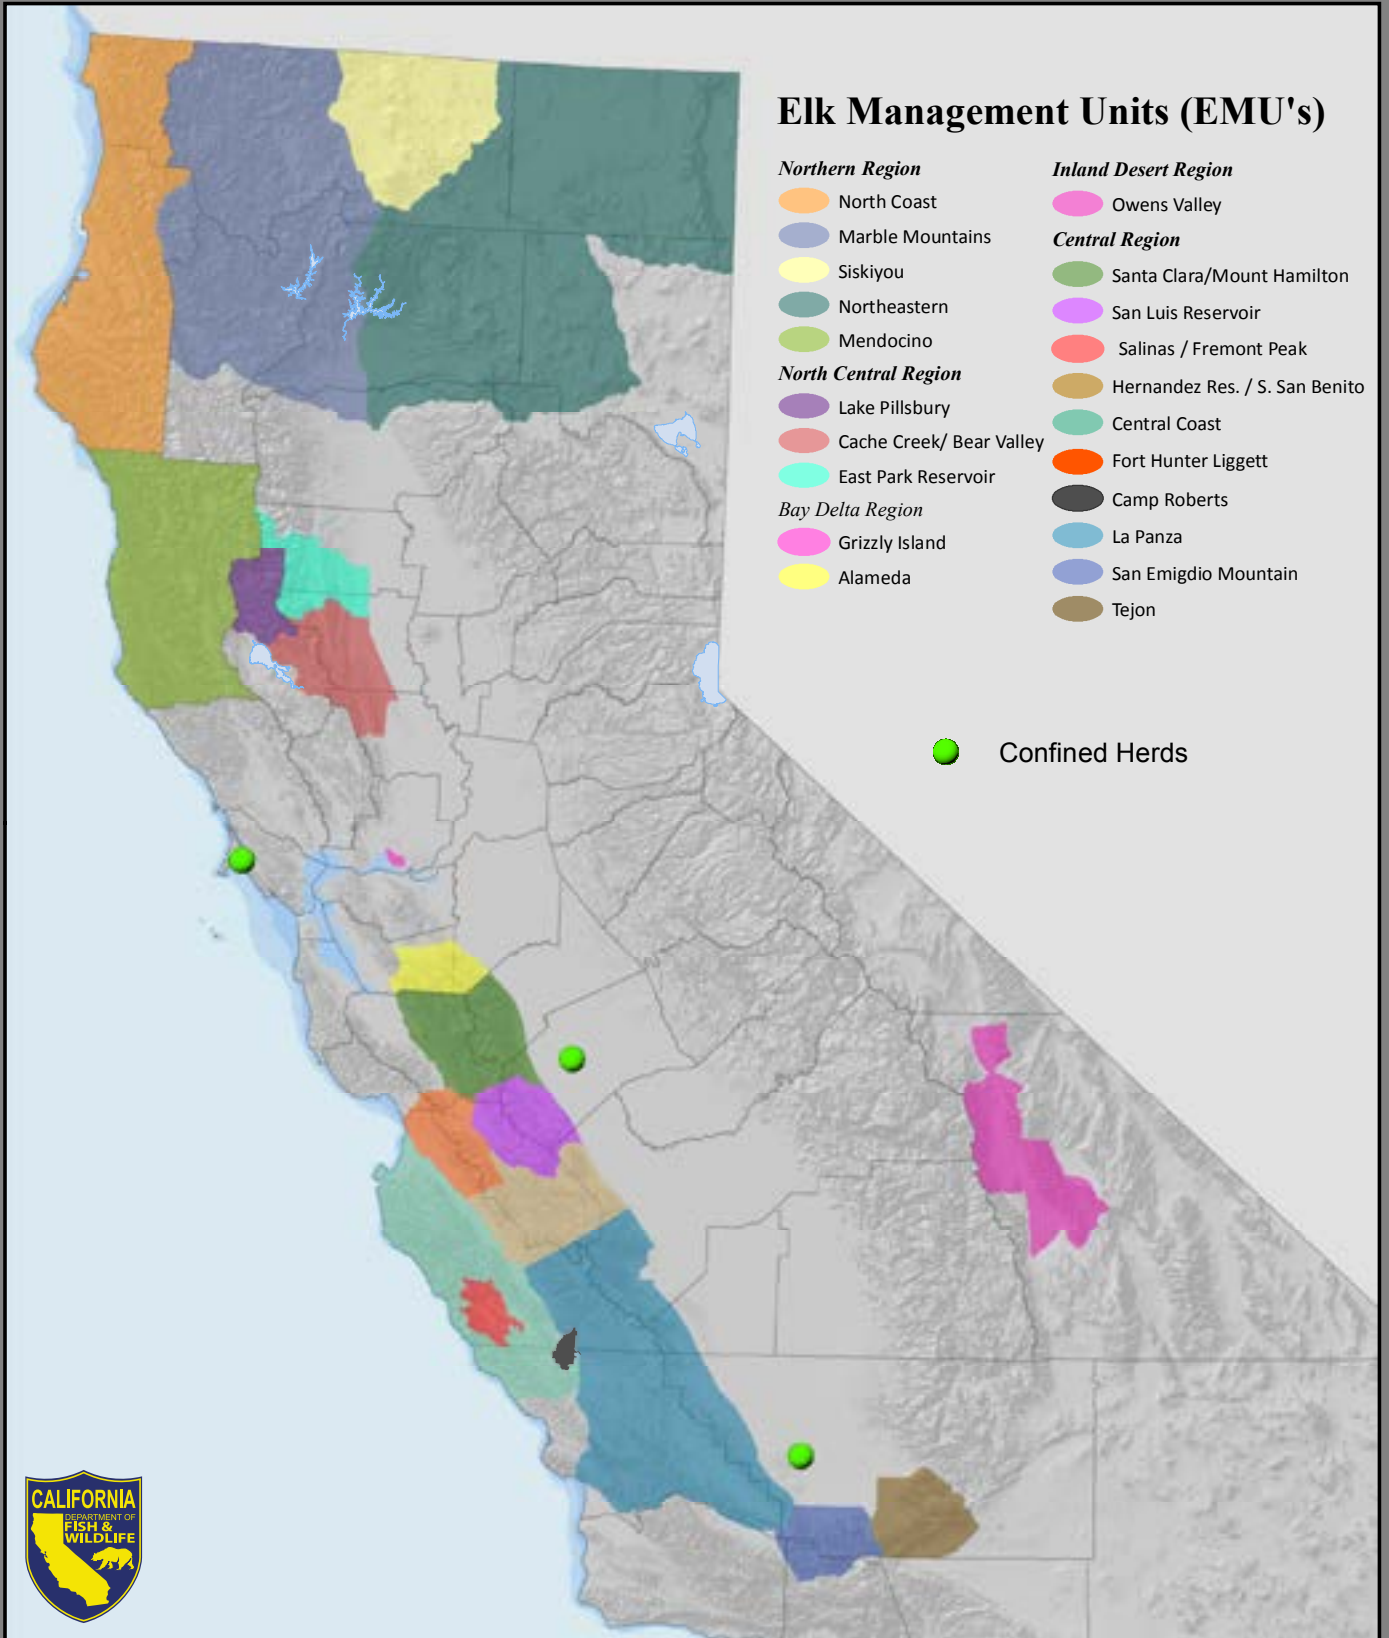 Elk Management Units (EMU's)
Northern Region
North Coast
Marble Mountains
Siskiyou
Northeastern
Mendocino
North Central Region
Lake Pillsbury
Cache Creek/ Bear Valley
East Park Reservoir
Bay Delta Region
Grizzly Island
Alameda
Inland Desert Region
Owens Valley
Central Region
Santa Clara/Mount Hamilton
San Luis Reservoir
Salinas / Fremont Peak
Hernandez Res. / S. San Benito
Central Coast
Fort Hunter Liggett
Camp Roberts
La Panza
San Emigdio Mountain
Tejon
Confined Herds
CALIFORNIA
DEPARTMENT OF
FISH &
WILDLIFE